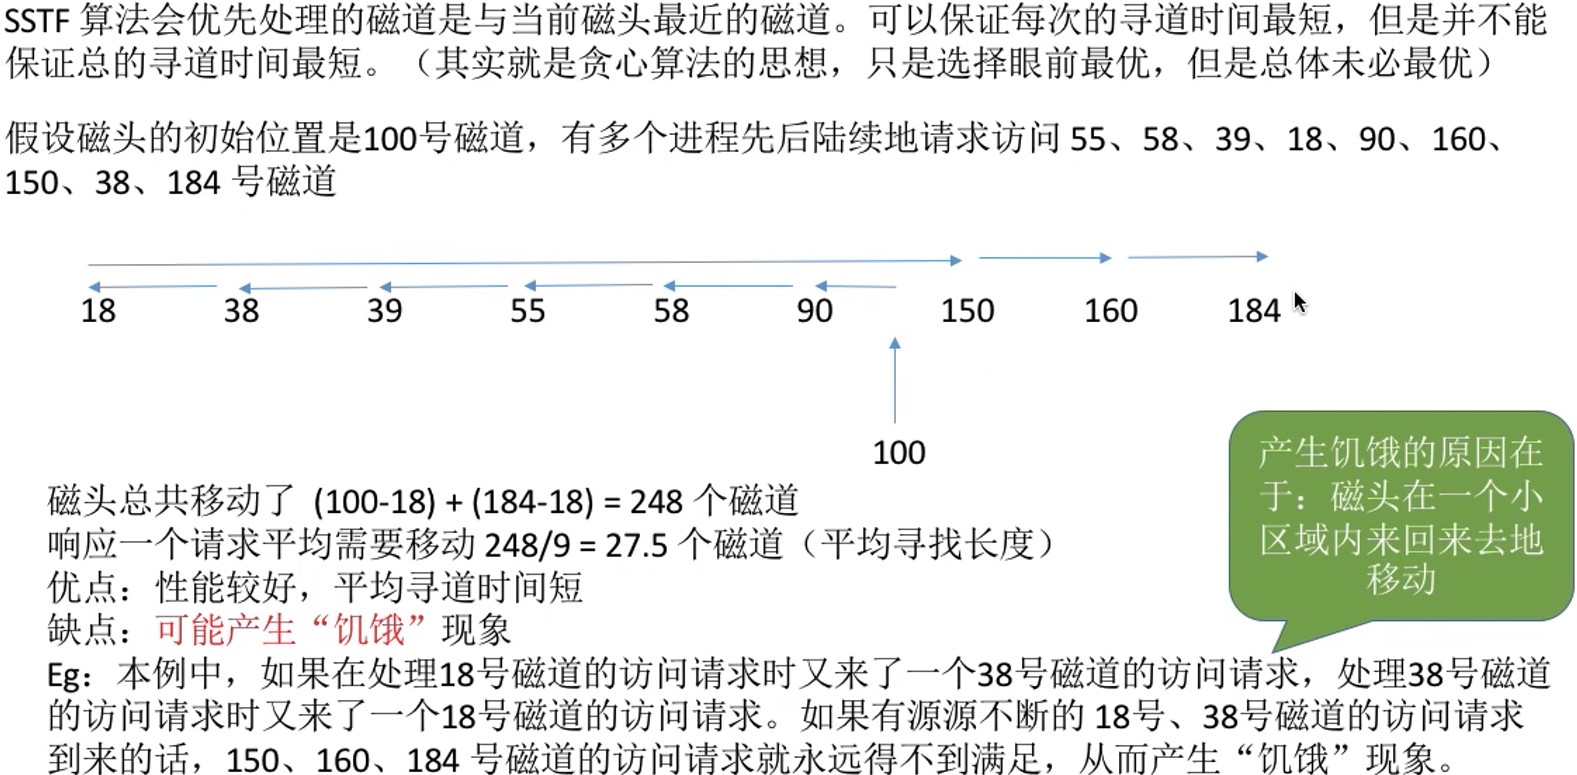 SSTF 算法会优先处理的磁道是与当前磁头最近的磁道。可以保证每次的寻道时间最短，但是并不能
保证总的寻道时间最短。（其实就是贪心算法的思想，只是选择眼前最优，但是总体未必最优）
假设磁头的初始位置是100号磁道，有多个进程先后陆续地请求访问 55、58、39、18、90、160、
150、38、184 号磁道
18 38 39 55 58 90 150 160 184
100
产生饥饿的原因在
于：磁头在一个小
区域内来回来去地
移动
磁头总共移动了 (100-18) + (184-18) = 248 个磁道
响应一个请求平均需要移动 248/9 = 27.5 个磁道（平均寻找长度）
优点：性能较好，平均寻道时间短
缺点：可能产生“饥饿”现象
Eg：本例中，如果在处理18号磁道的访问请求时又来了一个38号磁道的访问请求，处理38号磁道
的访问请求时又来了一个18号磁道的访问请求。如果有源源不断的 18号、38号磁道的访问请求
到来的话，150、160、184 号磁道的访问请求就永远得不到满足，从而产生“饥饿”现象。